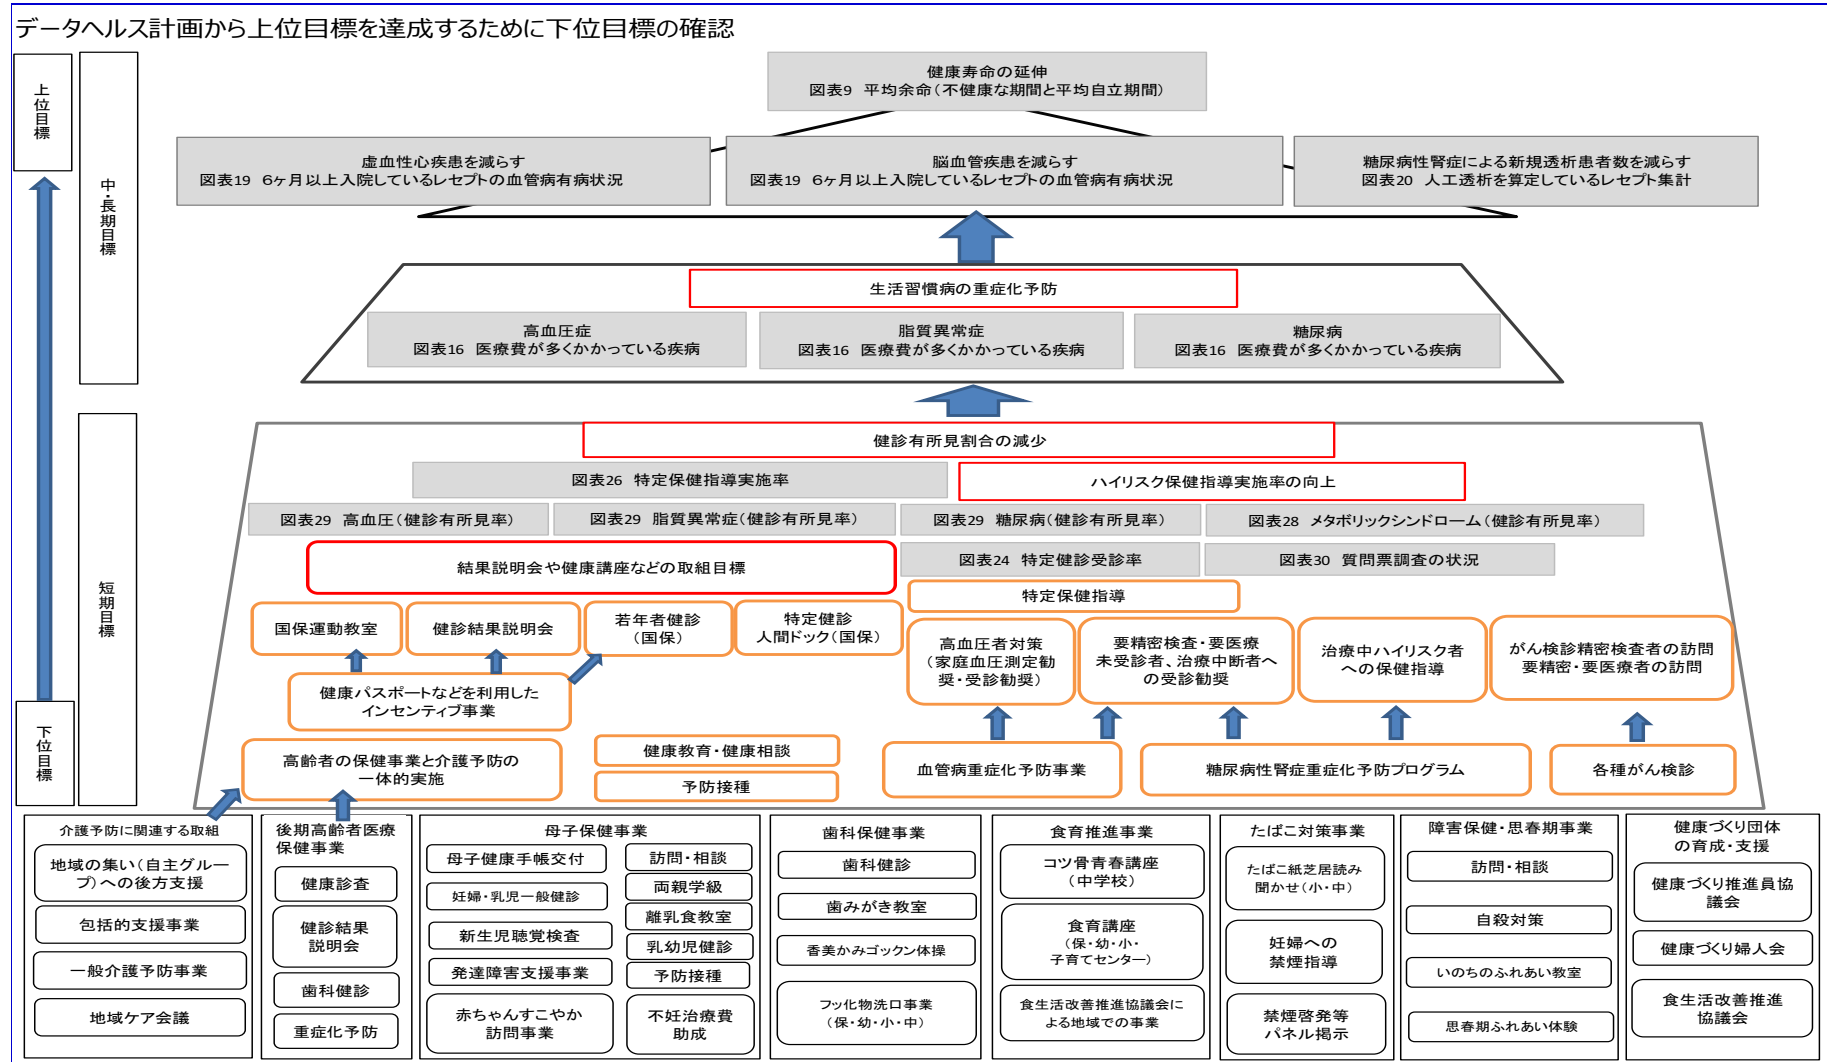 データヘルス計画から上位目標を達成するために下位目標の確認
上位目標
中・長期目標
健康寿命の延伸
図表9 平均余命(不健康な期間と平均自立期間)
虚血性心疾患を減らす
図表19 6ヶ月以上入院しているレセプトの血管病有病状況
脳血管疾患を減らす
図表19 6ヶ月以上入院しているレセプトの血管病有病状況
糖尿病性腎症による新規透析患者数を減らす
図表20 人工透析を算定しているレセプト集計
生活習慣病の重症化予防
高血圧症
図表16 医療費が多くかかっている疾病
脂質異常症
図表16 医療費が多くかかっている疾病
糖尿病
図表16 医療費が多くかかっている疾病
短期目標
下位目標
健診有所見割合の減少
図表26 特定保健指導実施率
ハイリスク保健指導実施率の向上
図表29 高血圧(健診有所見率)
図表29 脂質異常症(健診有所見率)
図表29 糖尿病(健診有所見率)
図表28 メタボリックシンドローム(健診有所見率)
結果説明会や健康講座などの取組目標
図表24 特定健診受診率
図表30 質問票調査の状況
特定保健指導
国保運動教室
健診結果説明会
若年者健診
(国保)
特定健診
人間ドック(国保)
高血圧者対策
(家庭血圧測定勧
奨・受診勧奨)
要精密検査・要医療
未受診者、治療中断者へ
の受診勧奨
治療中ハイリスク者
への保健指導
がん検診精密検査者の訪問
要精密・要医療者の訪問
健康パスポートなどを利用した
インセンティブ事業
高齢者の保健事業と介護予防の
一体的実施
健康教育・健康相談
予防接種
血管病重症化予防事業
糖尿病性腎症重症化予防プログラム
各種がん検診
介護予防に関連する取組
地域の集い(自主グルー
プ)への後方支援
包括的支援事業
一般介護予防事業
地域ケア会議
後期高齢者医療
保健事業
健康診査
健診結果
説明会
歯科健診
重症化予防
母子保健事業
母子健康手帳交付
妊婦・乳児一般健診
新生児聴覚検査
発達障害支援事業
赤ちゃんすこやか
訪問事業
訪問・相談
両親学級
離乳食教室
乳幼児健診
予防接種
不妊治療費
助成
歯科保健事業
歯科健診
歯みがき教室
香美かみゴックン体操
フッ化物洗口事業
(保・幼・小・中)
食育推進事業
コツ骨青春講座
(中学校)
食育講座
(保・幼・小・
子育てセンター)
食生活改善推進協議会に
よる地域での事業
たばこ対策事業
たばこ紙芝居読み
聞かせ(小・中)
妊婦への
禁煙指導
禁煙啓発等
パネル掲示
障害保健・思春期事業
訪問・相談
自殺対策
いのちのふれあい教室
思春期ふれあい体験
健康づくり団体
の育成・支援
健康づくり推進員協
議会
健康づくり婦人会
食生活改善推進
協議会